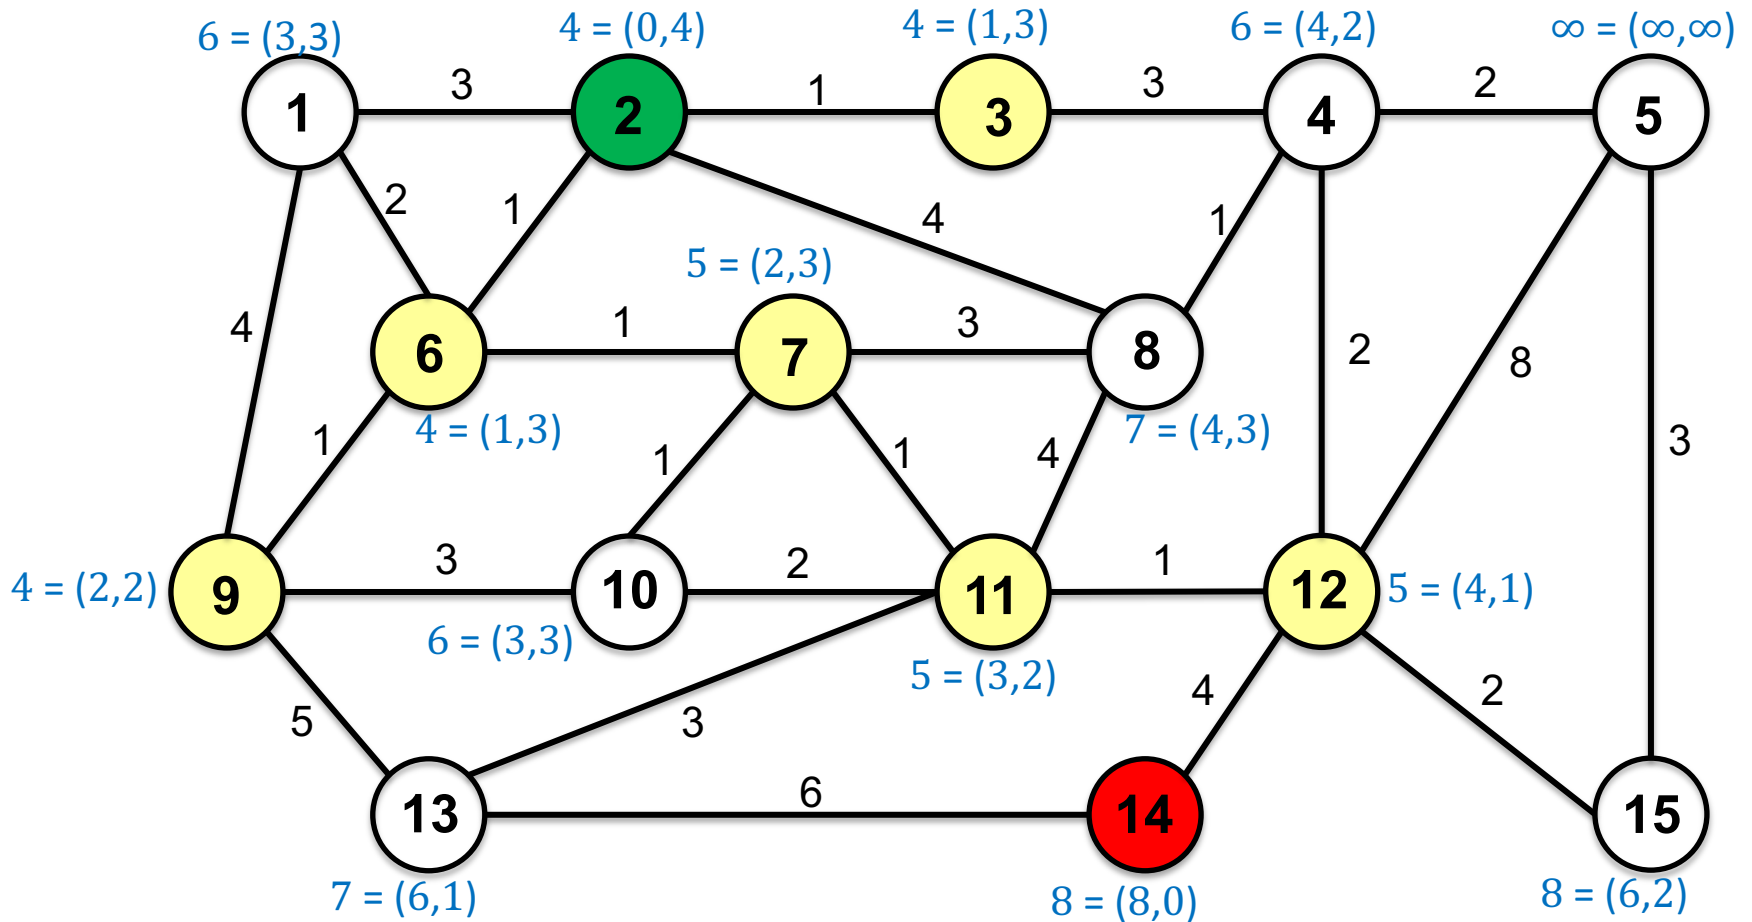 6 = (3,3)
4 = (0,4)
4 = (1,3)
6 = (4,2)
∞ = (∞,∞)
1
3
2
1
3
3
4
2
5
2
1
4
1
5 = (2,3)
4
6
1
7
3
8
2
8
4 = (1,3)
7 = (4,3)
1
1
1
4
3
4 = (2,2)
9
3
10
2
11
1
12
5 = (4,1)
6 = (3,3)
5 = (3,2)
5
3
4
2
13
6
14
15
7 = (6,1)
8 = (8,0)
8 = (6,2)